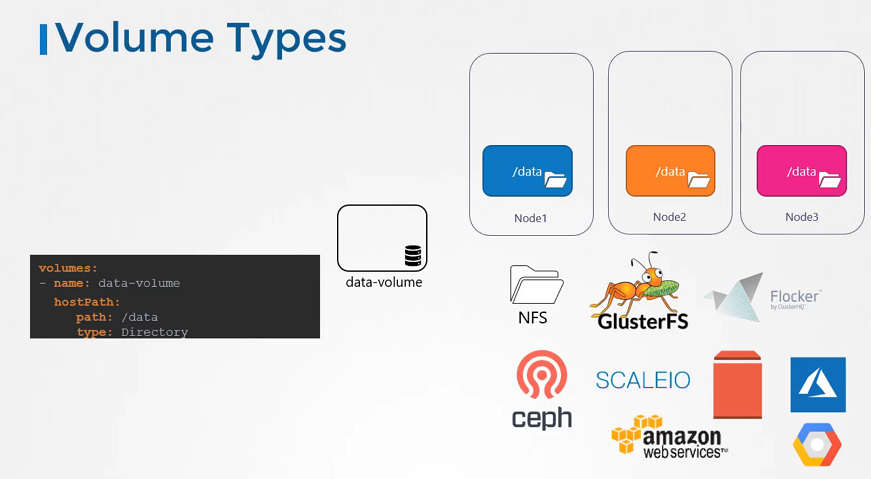 Volume Types
/data
/data
/data
Node1
Node2
Node3
data-volume
volumes:
- name: data-volume
hostPath:
path: /data
type: Directory
NFS
GlusterFS
Flocker
by ClusterHQ
ceph
SCALEIO
amazon
web services™